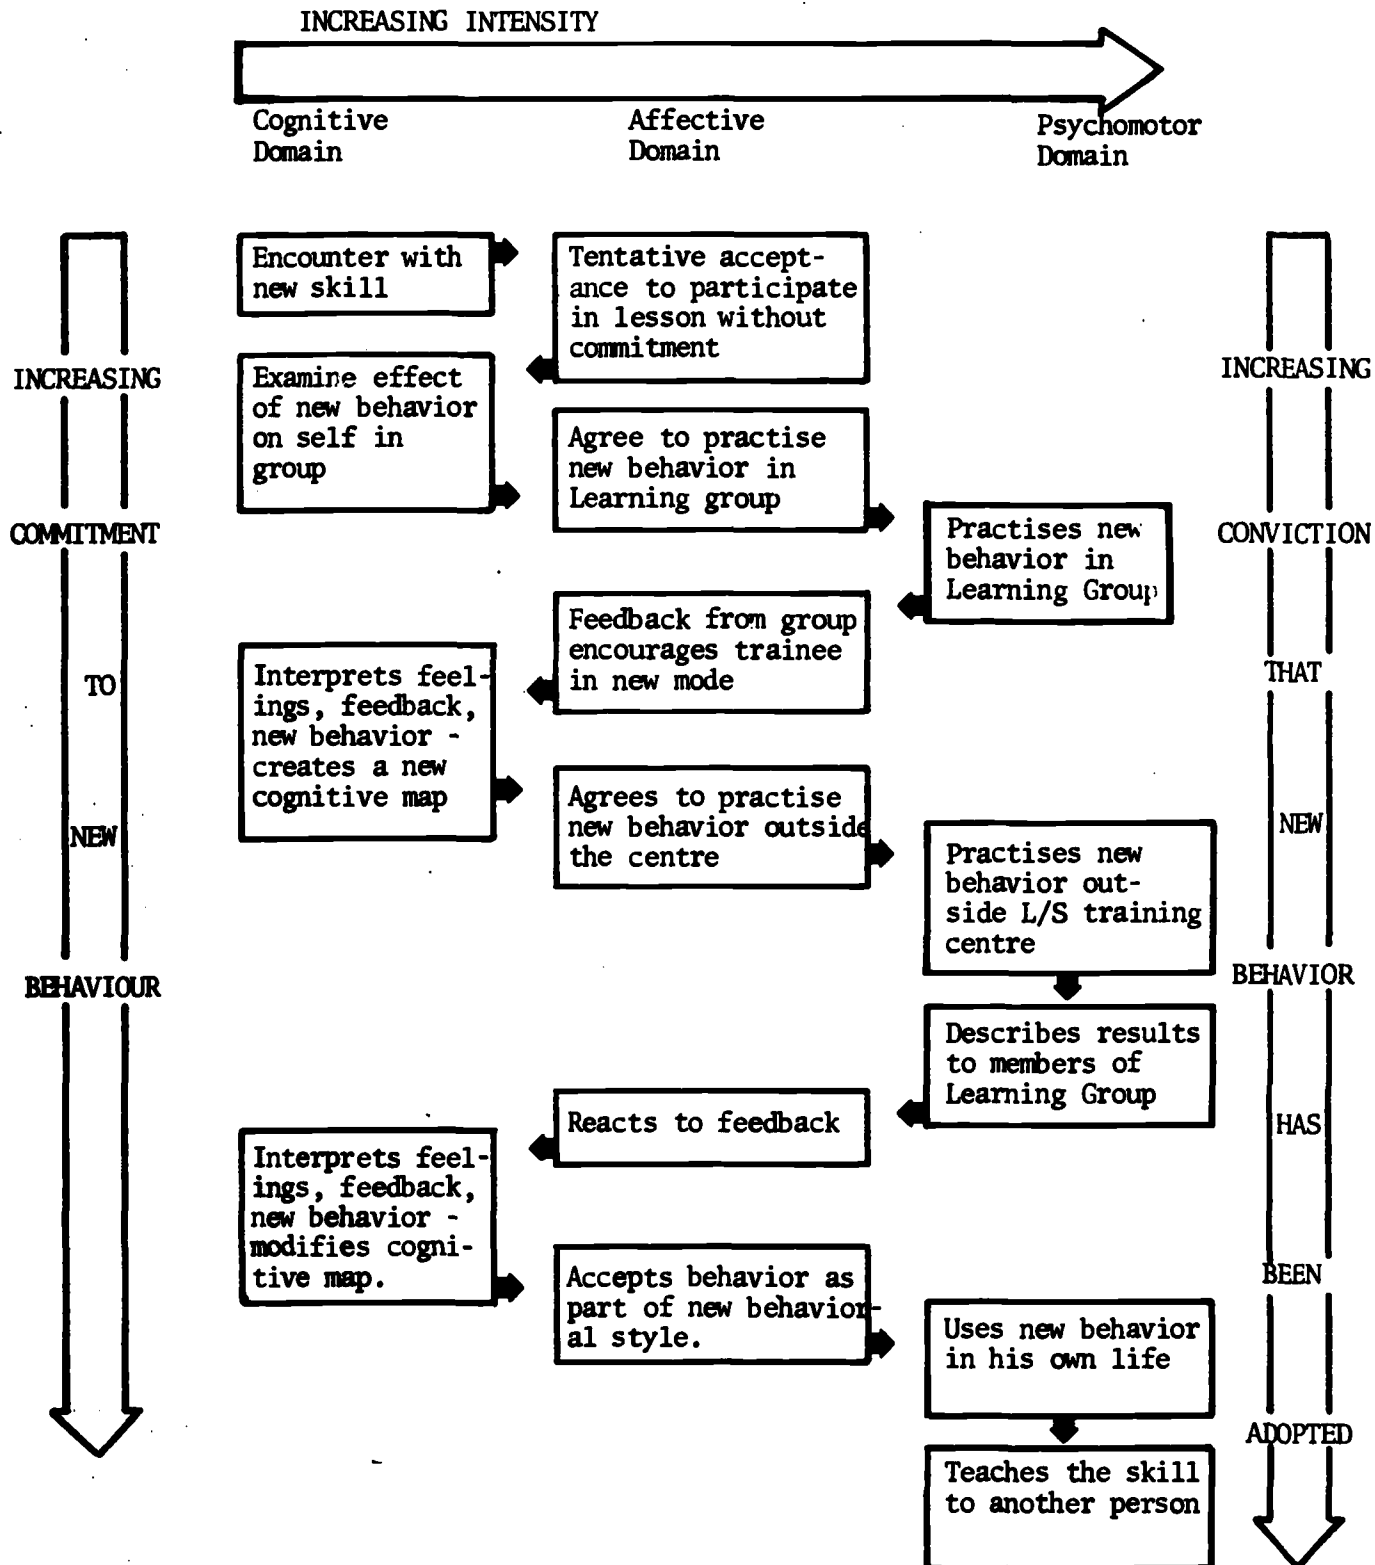 INCREASING INTENSITY
Cognitive
Domain
Affective
Domain
Psychomotor
Domain
INCREASING
COMMITMENT
TO
NEW
BEHAVIOUR
Encounter with
new skill
Tentative accept-
ance to participate
in lesson without
commitment
Examine effect
of new behavior
on self in
group
Agree to practise
new behavior in
Learning group
Practises new
behavior in
Learning Group
Feedback from group
encourages trainee
in new mode
Interprets feel-
ings, feedback,
new behavior -
creates a new
cognitive map
Agrees to practise
new behavior outside
the centre
Practises new
behavior out-
side L/S training
centre
Describes results
to members of
Learning Group
Reacts to feedback
Interprets feel-
ings, feedback,
new behavior -
modifies cogni-
tive map.
Accepts behavior as
part of new behavior-
al style.
Uses new behavior
in his own life
Teaches the skill
to another person
INCREASING
CONVICTION
THAT
NEW
BEHAVIOR
HAS
BEEN
ADOPTED